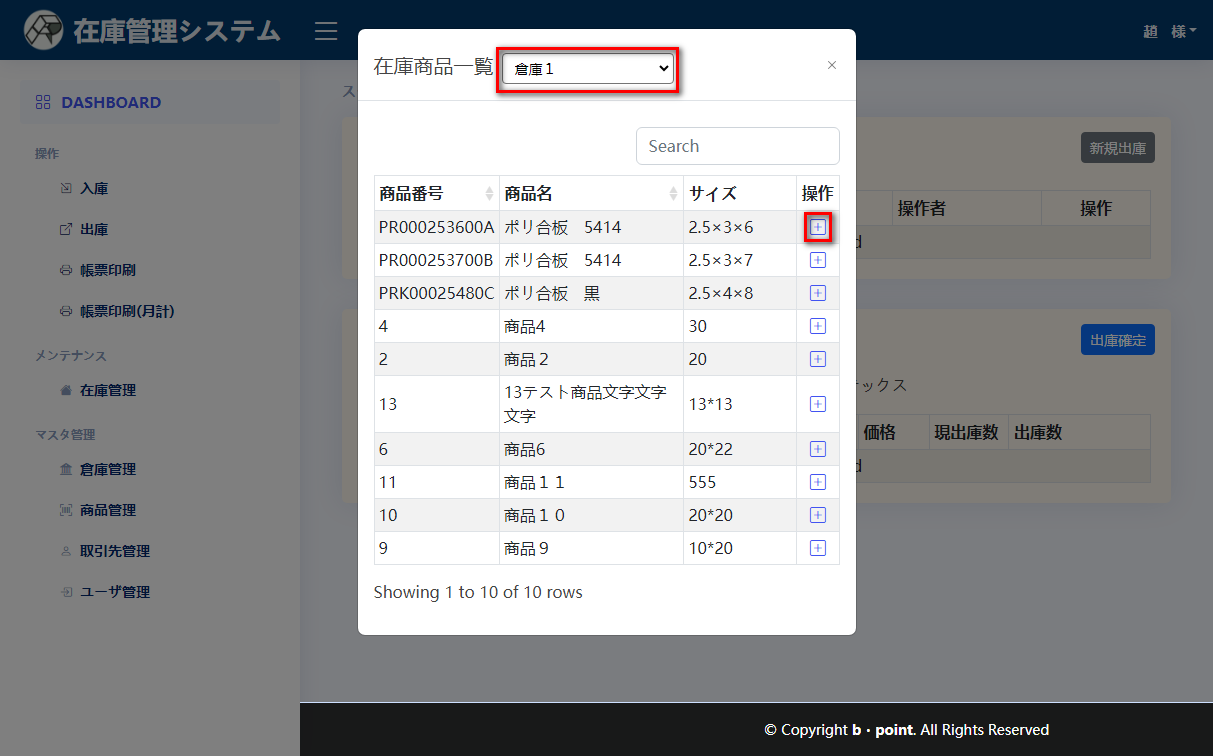 在庫管理システム
趙 様
DASHBOARD
操作
入庫
出庫
帳票印刷
帳票印刷(月計)
メンテナンス
在庫管理
マスタ管理
倉庫管理
商品管理
取引先管理
ユーザ管理
ス
新規出庫
操作者 操作
d
出庫確定
ックス
価格 現出庫数 出庫数
d
在庫商品一覧 倉庫１ ×
Search
商品番号 商品名 サイズ 操作
PR000253600A ポリ合板　5414 2.5×3×6
PR000253700B ポリ合板　5414 2.5×3×7
PRK00025480C ポリ合板　黒 2.5×4×8
4 商品4 30
2 商品２ 20
13 13テスト商品文字文字文字 13*13
6 商品6 20*22
11 商品１１ 555
10 商品１０ 20*20
9 商品９ 10*20
Showing 1 to 10 of 10 rows
© Copyright b・point. All Rights Reserved